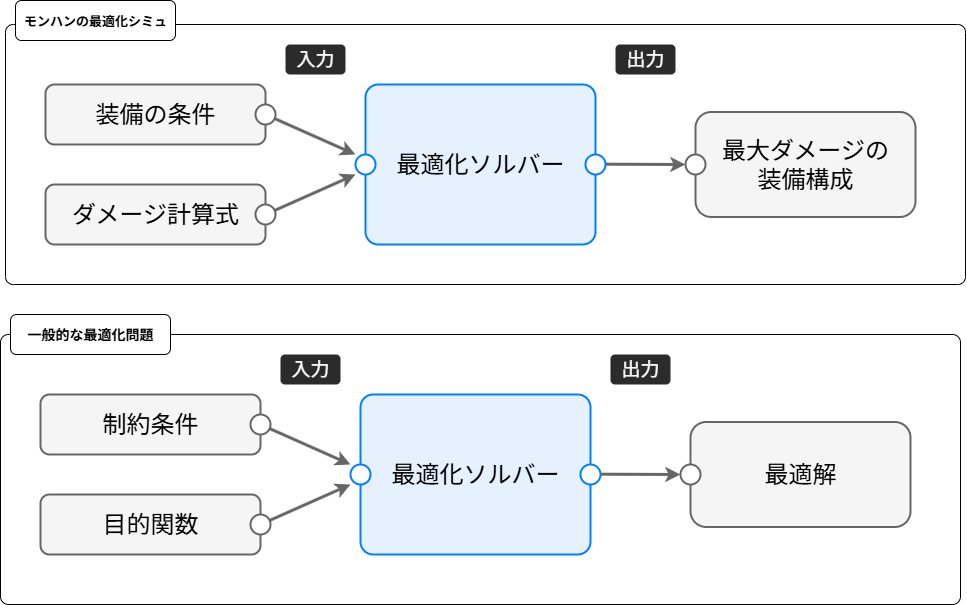 モンハンの最適化シミュ
入力
出力
装備の条件
ダメージ計算式
最適化ソルバー
最大ダメージの
装備構成
一般的な最適化問題
入力
出力
制約条件
目的関数
最適化ソルバー
最適解